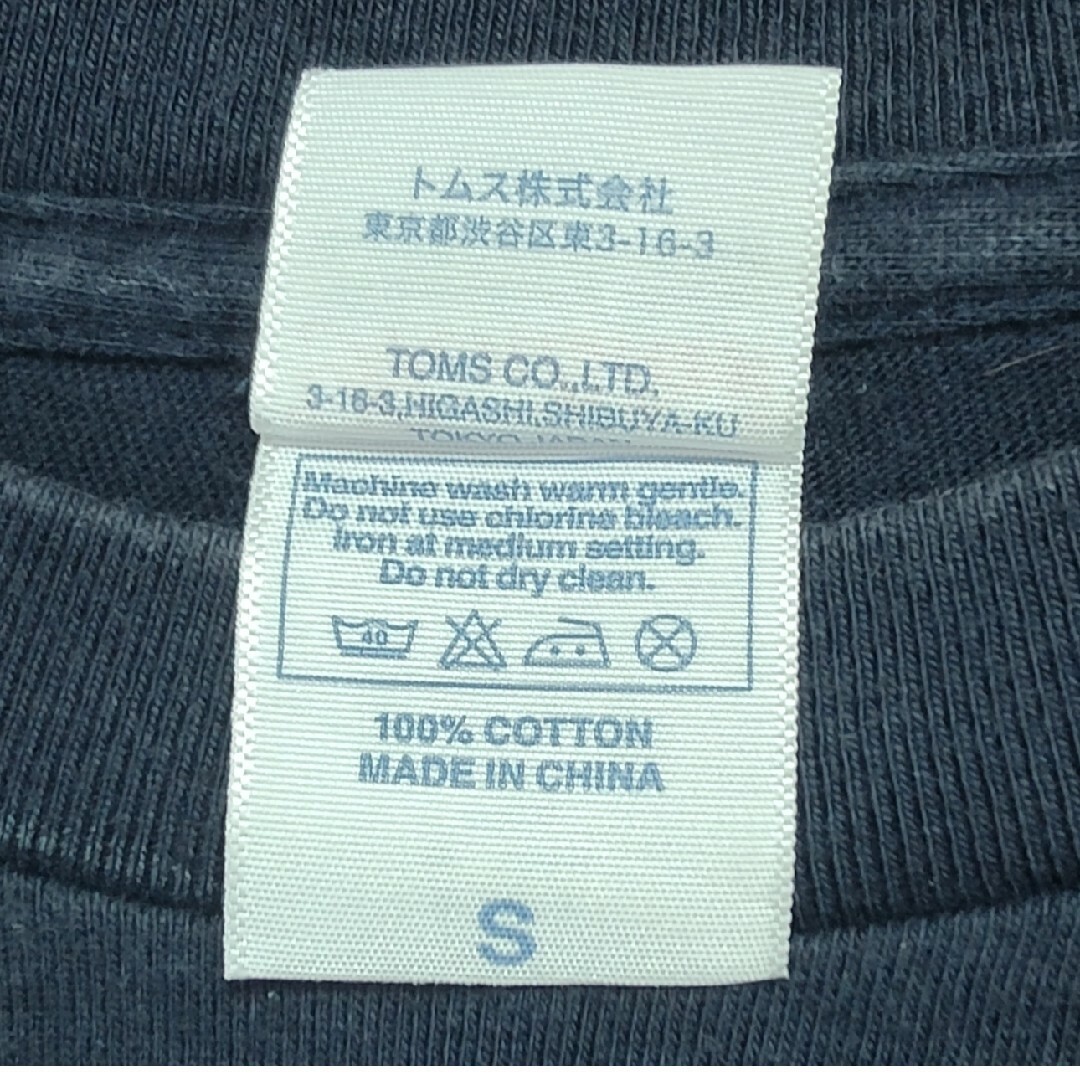 トムス株式会社
東京都渋谷区東3-16-3
TOMS CO.,LTD.
3-16-3,HIGASHI,SHIBUYA-KU
TOKYO JAPAN
Machine wash warm gentle.
Do not use chlorine bleach.
Iron at medium setting.
Do not dry clean.
40
100% COTTON
MADE IN CHINA
S